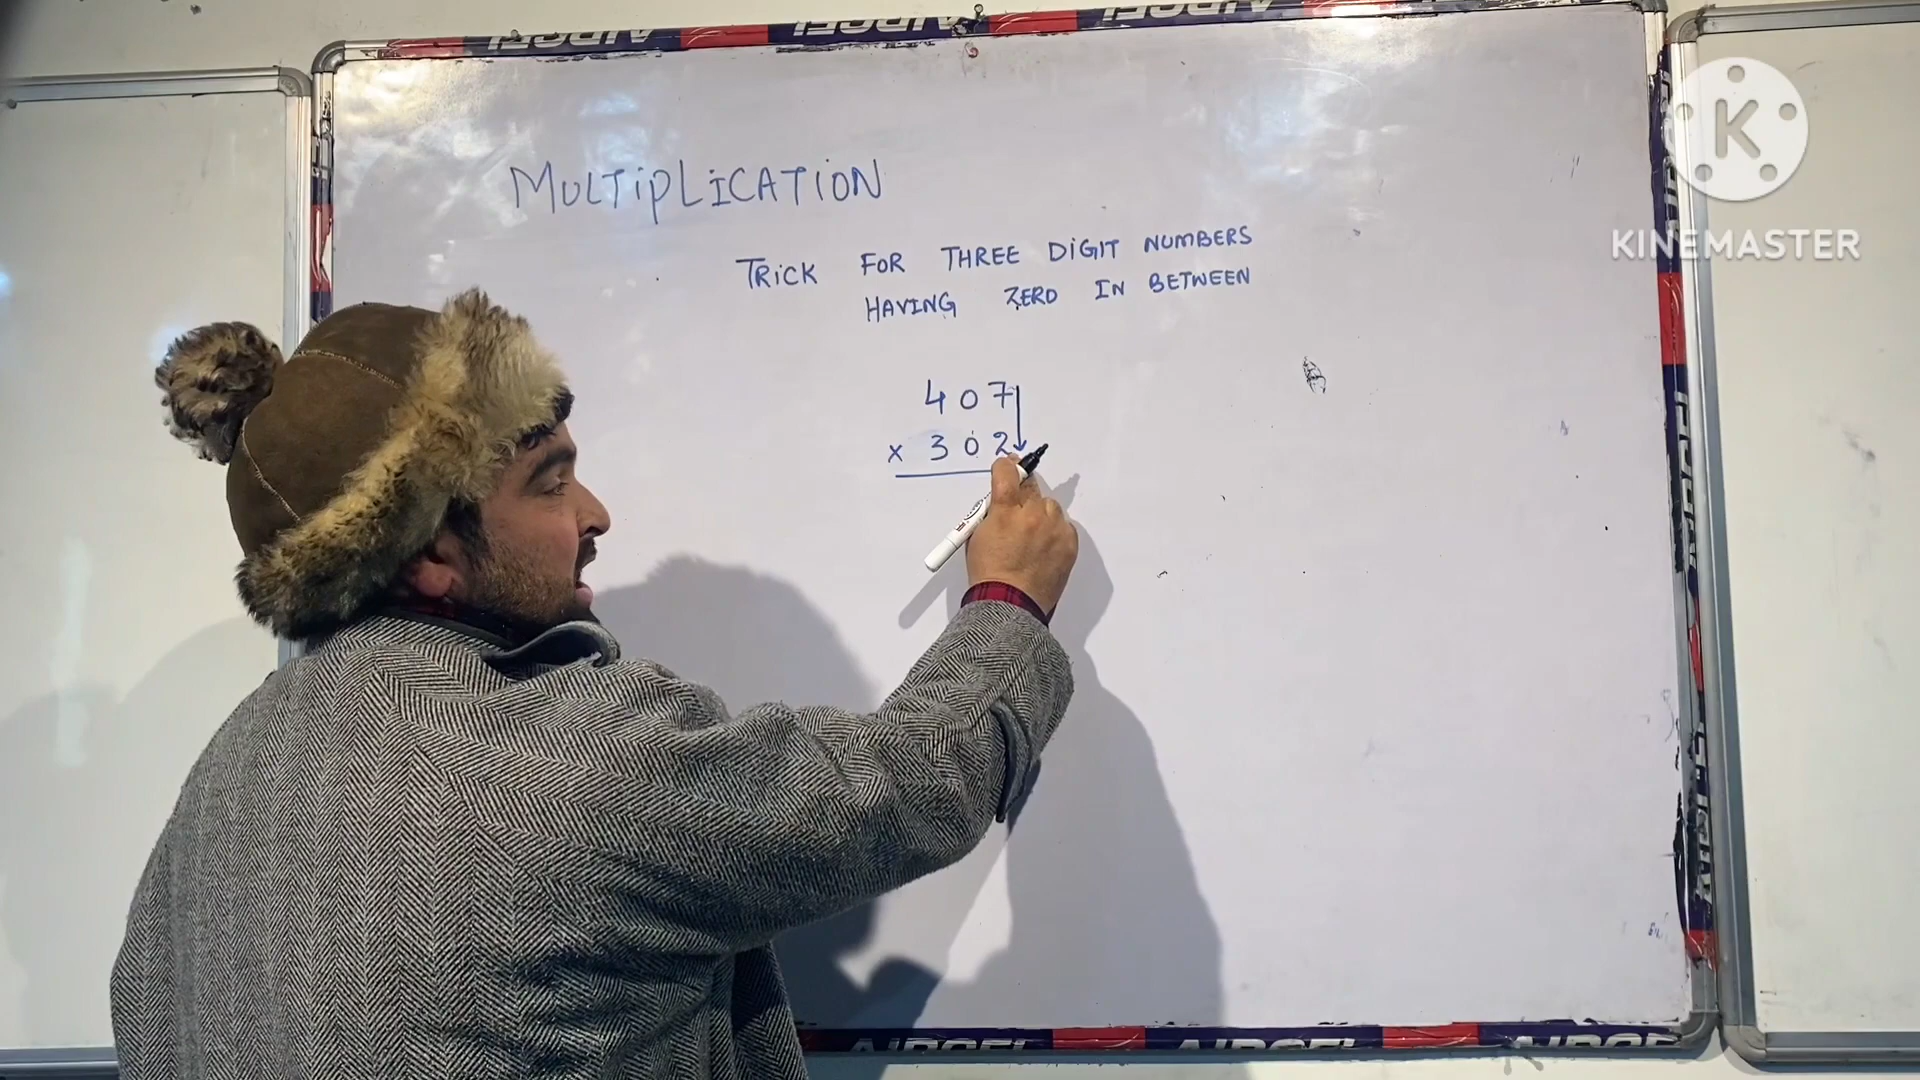 MULTiPLiCATiON
TRiCK FOR THREE DiGiT NUMBERS
HAVING ZERO IN BETWEEN
407
x 302
K
KINEMASTER